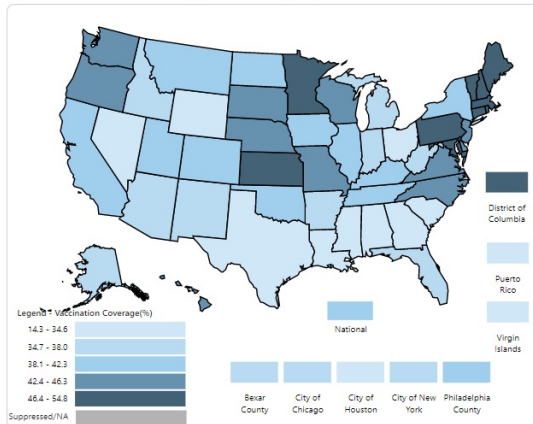 District of
Columbia
Puerto
Rico
Legend - Vaccination Coverage(%)
National
Virgin
Islands
14.3 - 34.6
34.7 - 38.0
38.1 - 42.3
42.4 - 46.3
46.4 - 54.8
Suppressed/NA
Bexar
County
City of
Chicago
City of
Houston
City of New
York
Philadelphia
County